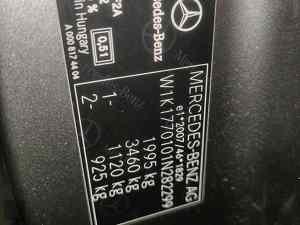 MERCEDES-BENZ AG
e1*2007/46*1829
W1K1770101N282299
1995 kg
3460 kg
1- 1120 kg
2- 925 kg
Mercedes-Benz
0,51
in Hungary
A 000 817 44 04